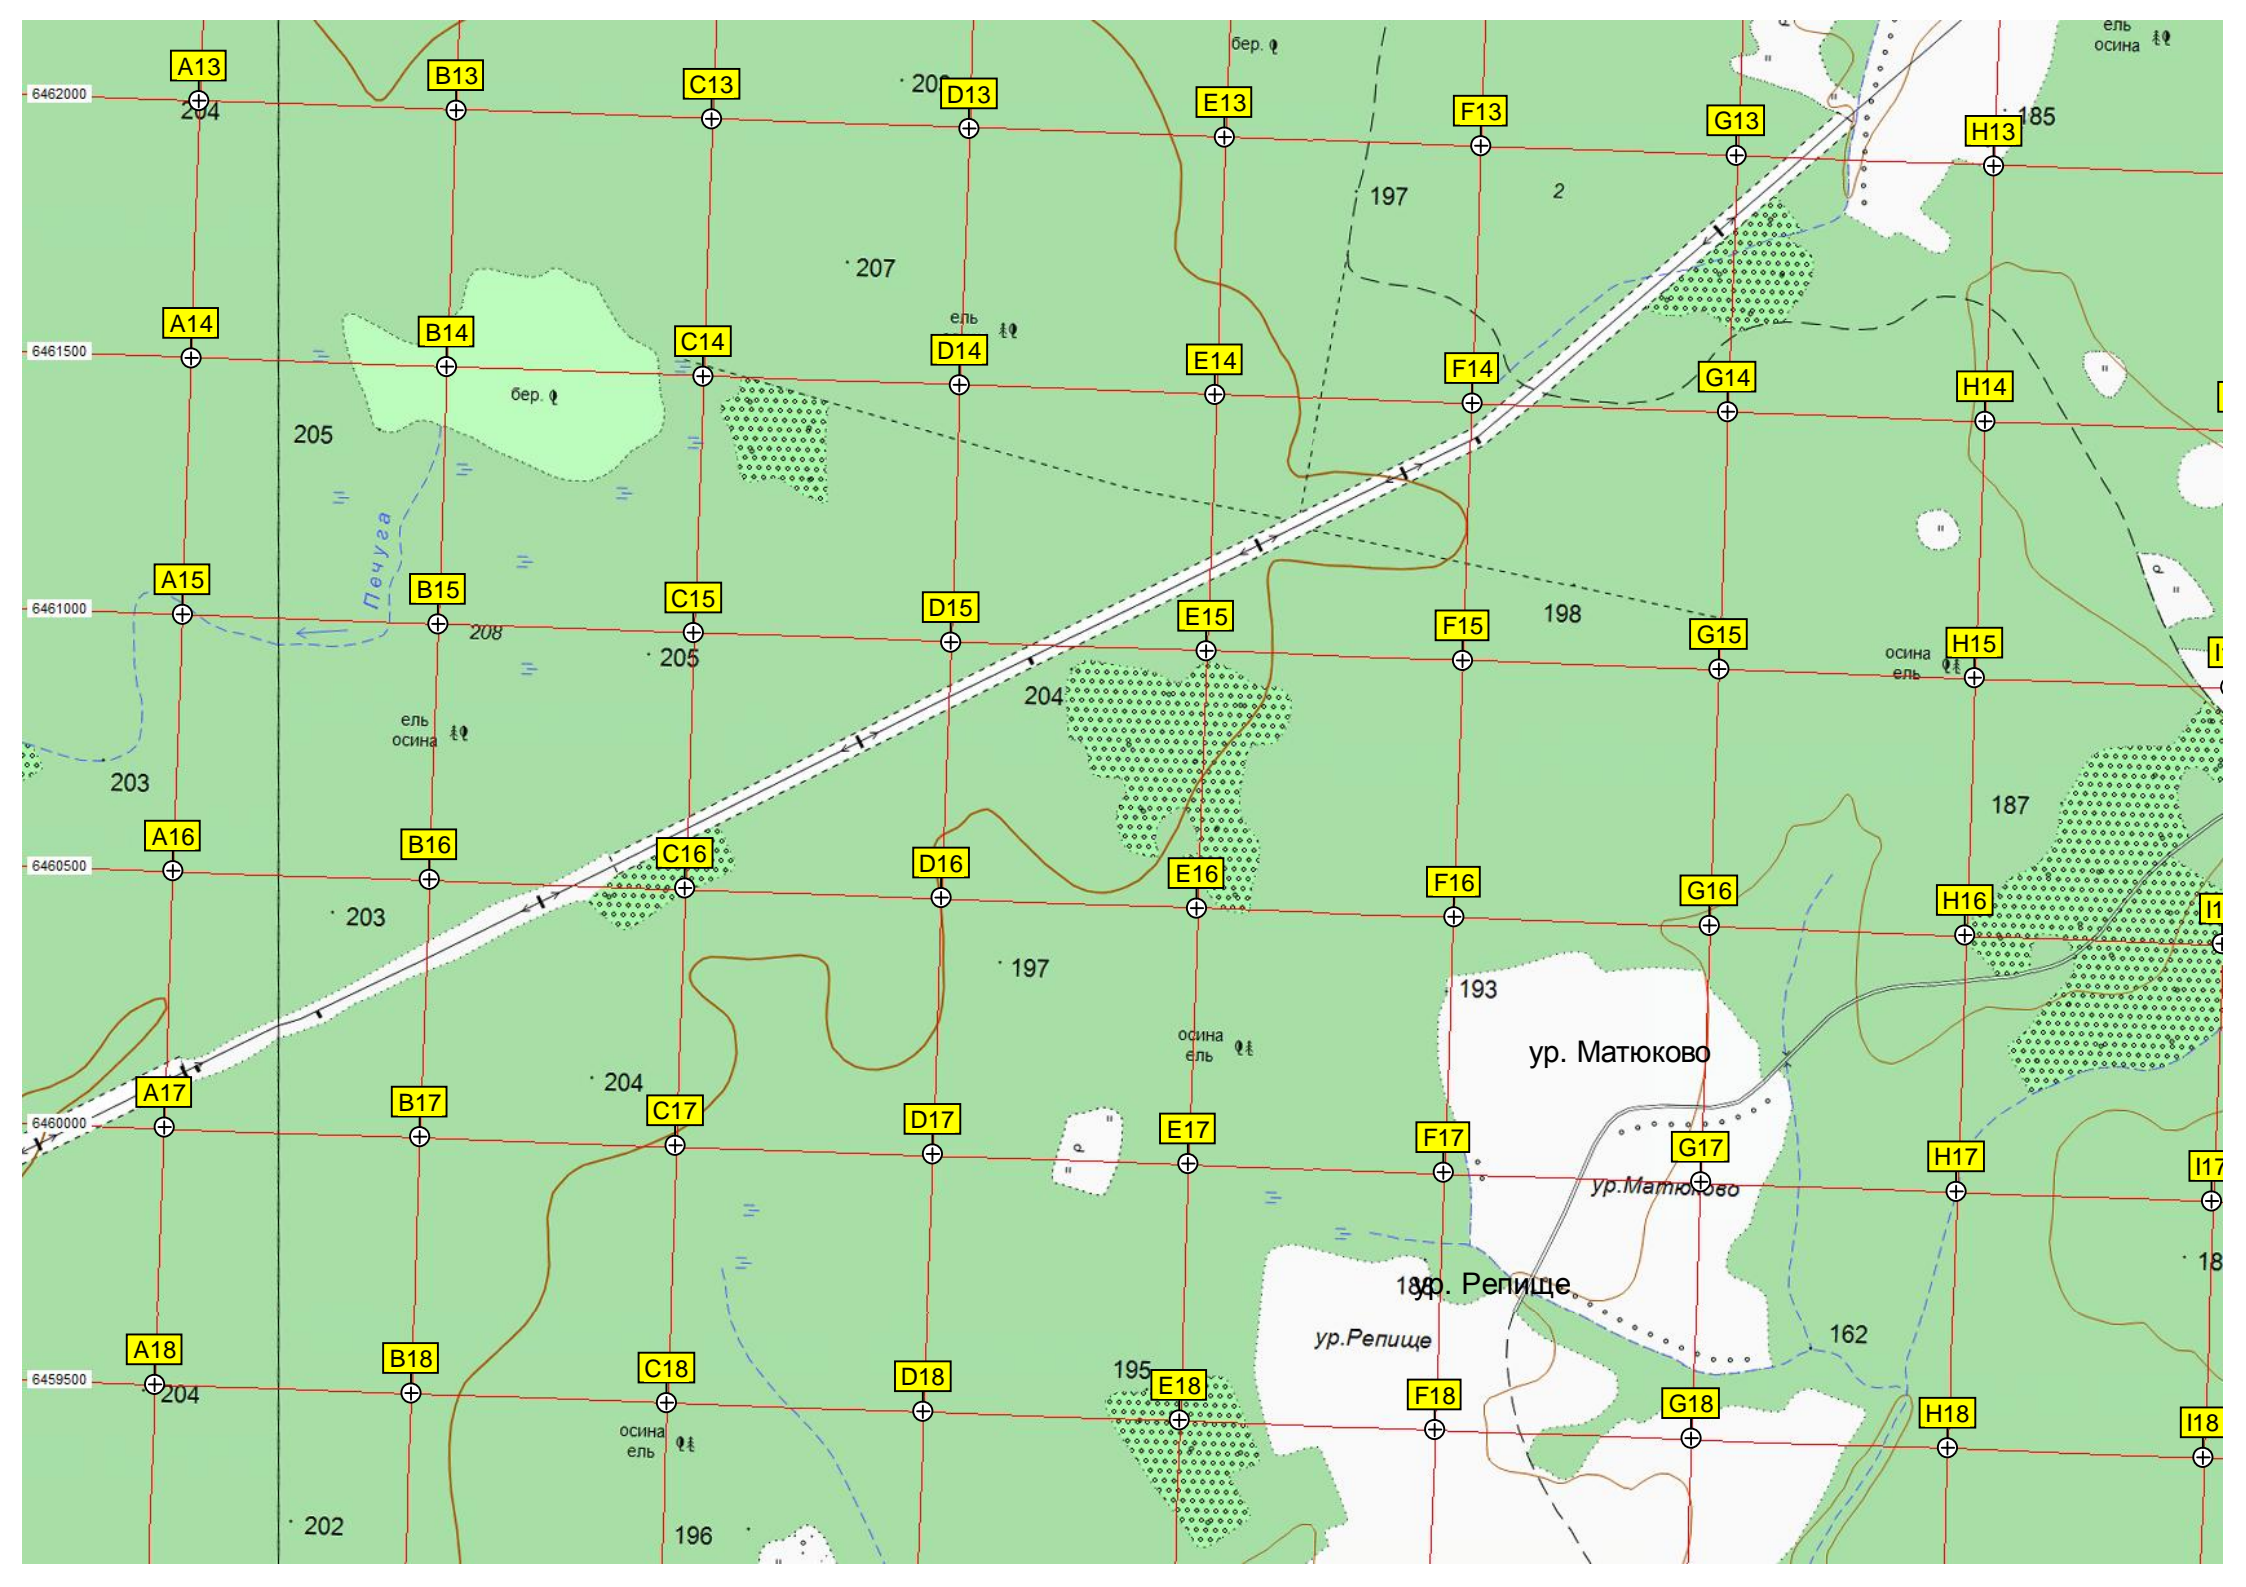 ель
осина
бер.
A13
B13
C13
D13
E13
F13
G13
H13
6462000
204
185
197
2
207
ель
A14
B14
C14
D14
E14
F14
G14
H14
6461500
бер.
205
Печуга
A15
B15
C15
D15
E15
F15
G15
H15
6461000
208
205
198
204
осина
ель
ель
осина
203
187
A16
B16
C16
D16
E16
F16
G16
H16
6460500
203
197
193
осина
ель
ур. Матюково
204
A17
B17
C17
D17
E17
F17
G17
H17
I17
6460000
ур.Матюково
ур. Репище
ур.Репище
162
195
A18
B18
C18
D18
E18
F18
G18
H18
I18
6459500
204
осина
ель
202
196